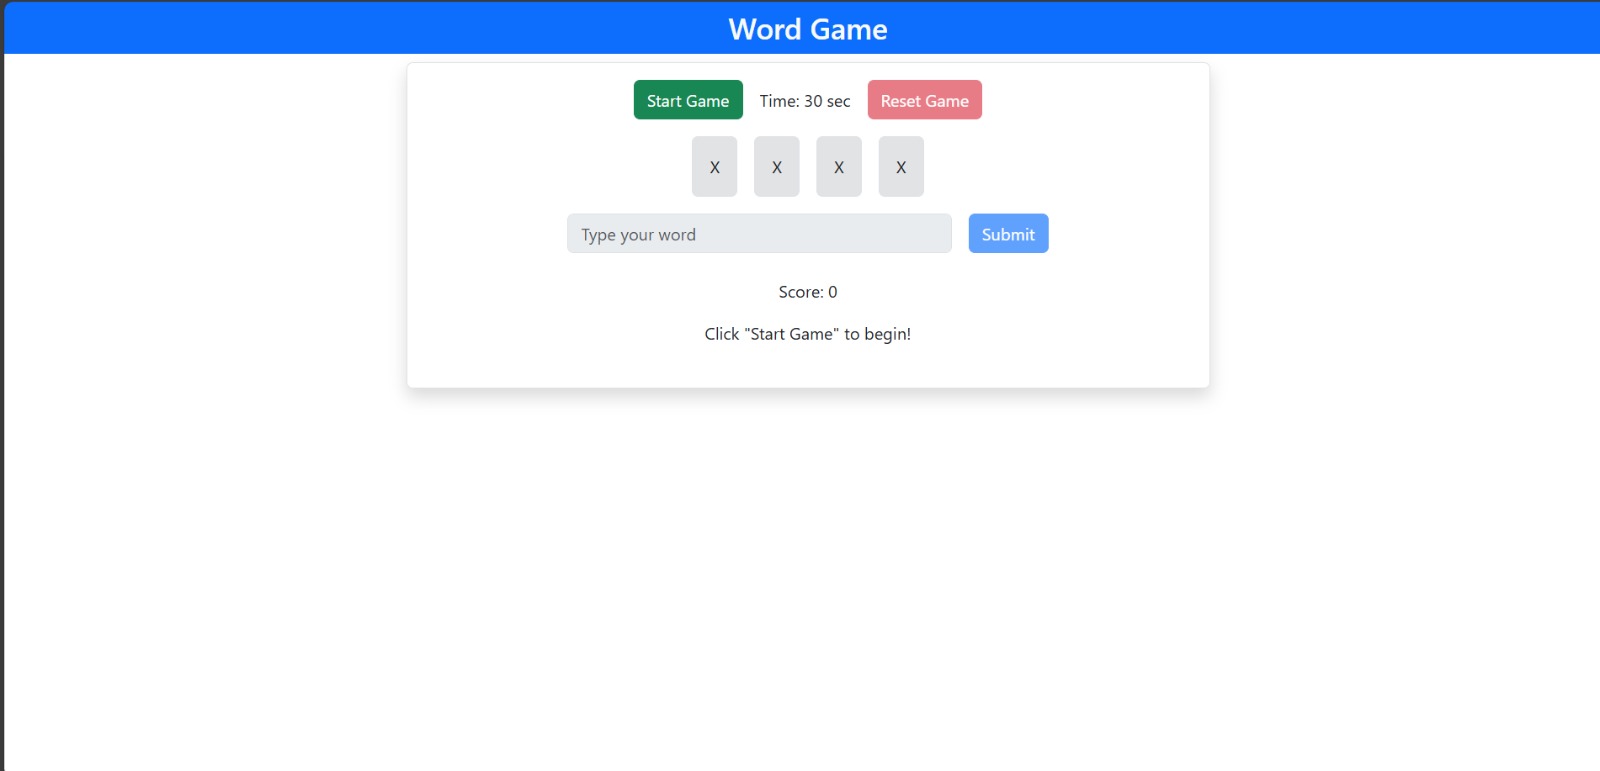 Word Game
Start Game Time: 30 sec Reset Game
X X X X
Type your word Submit
Score: 0
Click "Start Game" to begin!